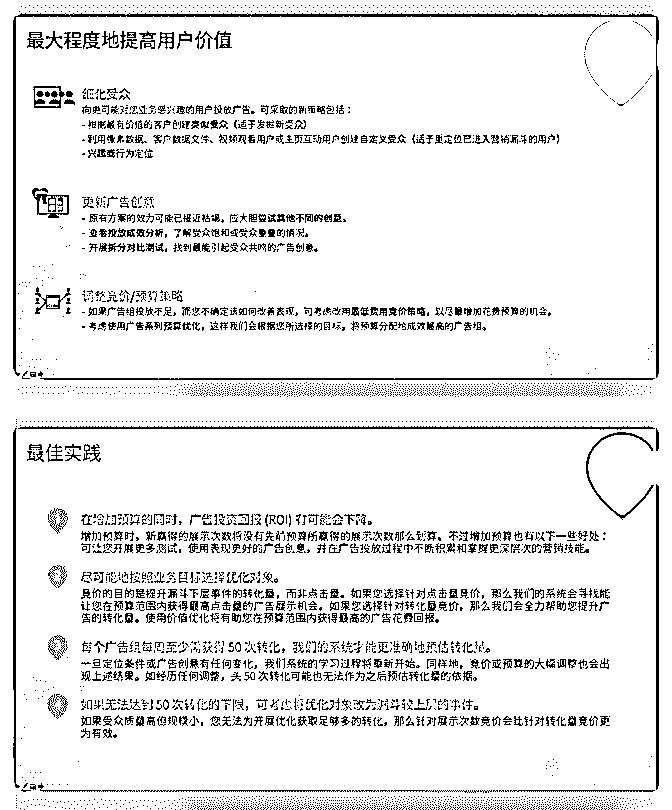 最大程度地提高用户价值
细化受众
向更可能对您业务感兴趣的用户投放广告。可采取的新策略包括：
- 根据最有价值的客户创建类似受众（适于发掘新受众）
- 利用像素数据、客户数据文件、视频观看用户或主页互动用户创建自定义受众（适于重定位已进入营销漏斗的用户）
- 兴趣或行为定位
更新广告创意
- 原有方案的效力可能已接近枯竭，应大胆尝试其他不同的创意。
- 查看投放成效分析，了解受众饱和或受众重叠的情况。
- 开展拆分对比测试，找到最能引起受众共鸣的广告创意。
调整竞价/预算策略
- 如果广告组投放不足，而您不确定该如何改善表现，可考虑改用最低费用竞价策略，以尽量增加花费预算的机会。
- 考虑使用广告系列预算优化，这样我们会根据您所选择的目标，将预算分配给成效最高的广告组。
最佳实践
在增加预算的同时，广告投资回报 (ROI) 有可能会下降。
增加预算时，新赢得的展示次数将没有先前预算所赢得的展示次数那么划算。不过增加预算也有以下一些好处：
可让您开展更多测试，使用表现更好的广告创意，并在广告投放过程中不断积累和掌握更深层次的营销技能。
尽可能地按照业务目标选择优化对象。
竞价的目的是提升漏斗下层事件的转化量，而非点击量。如果您选择针对点击量竞价，那么我们的系统会寻找能
让您在预算范围内获得最高点击量的广告展示机会。如果您选择针对转化量竞价，那么我们会全力帮助您提升广
告的转化量。使用价值优化将有助您在预算范围内获得最高的广告花费回报。
每个广告组每周至少需获得 50 次转化，我们的系统才能更准确地预估转化量。
一旦定位条件或广告创意有任何变化，我们系统的学习过程将重新开始。同样地，竞价或预算的大幅调整也会出
现上述结果。如经历任何调整，头 50 次转化可能也无法作为之后预估转化量的依据。
如果无法达到 50 次转化的下限，可考虑将优化对象改为漏斗较上层的事件。
如果受众质量高但规模小，您无法为开展优化获取足够多的转化，那么针对展示次数竞价会比针对转化量竞价更
为有效。